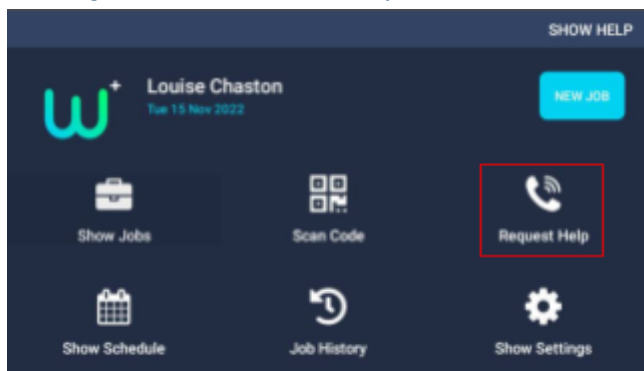 SHOW HELP
W+
Louise Chaston
Tue 15 Nov 2022
NEW JOB
Show Jobs
Scan Code
Request Help
Show Schedule
Job History
Show Settings